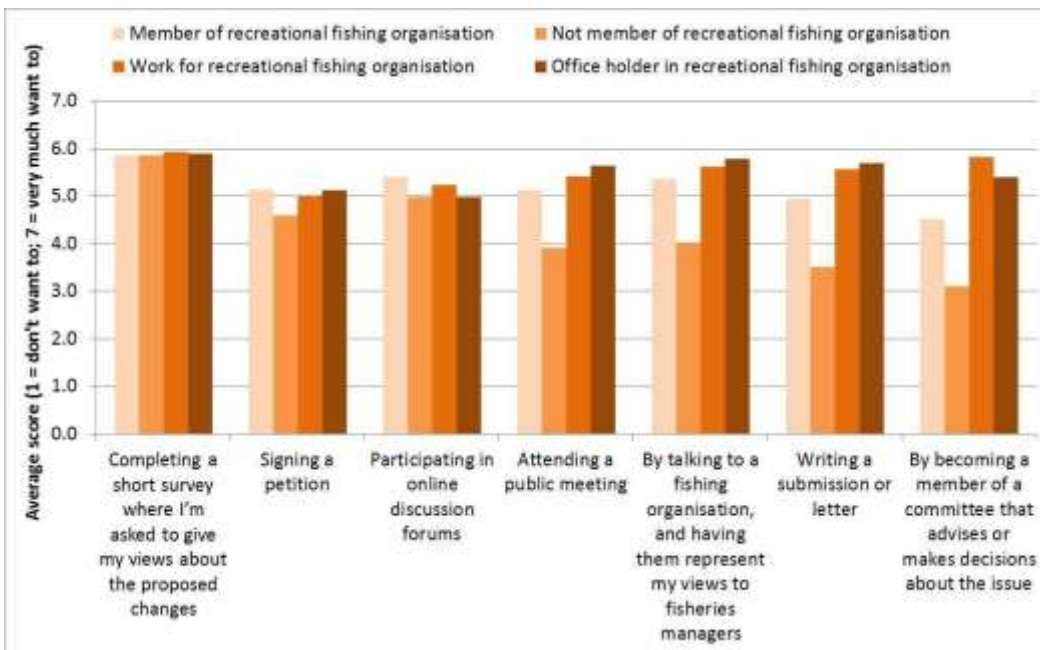 Member of recreational fishing organisation
Not member of recreational fishing organisation
Work for recreational fishing organisation
Office holder in recreational fishing organisation
Average score (1 = don't want to; 7 = very much want to)
7.0
6.0
5.0
4.0
3.0
2.0
1.0
0.0
Completing a
short survey
where I'm
asked to give
my views about
the proposed
changes
Signing a
petition
Participating in
online
discussion
forums
Attending a
public meeting
By talking to a
fishing
organisation,
and having
them represent
my views to
fisheries
managers
Writing a
submission or
letter
By becoming a
member of a
committee that
advises or
makes decisions
about the issue